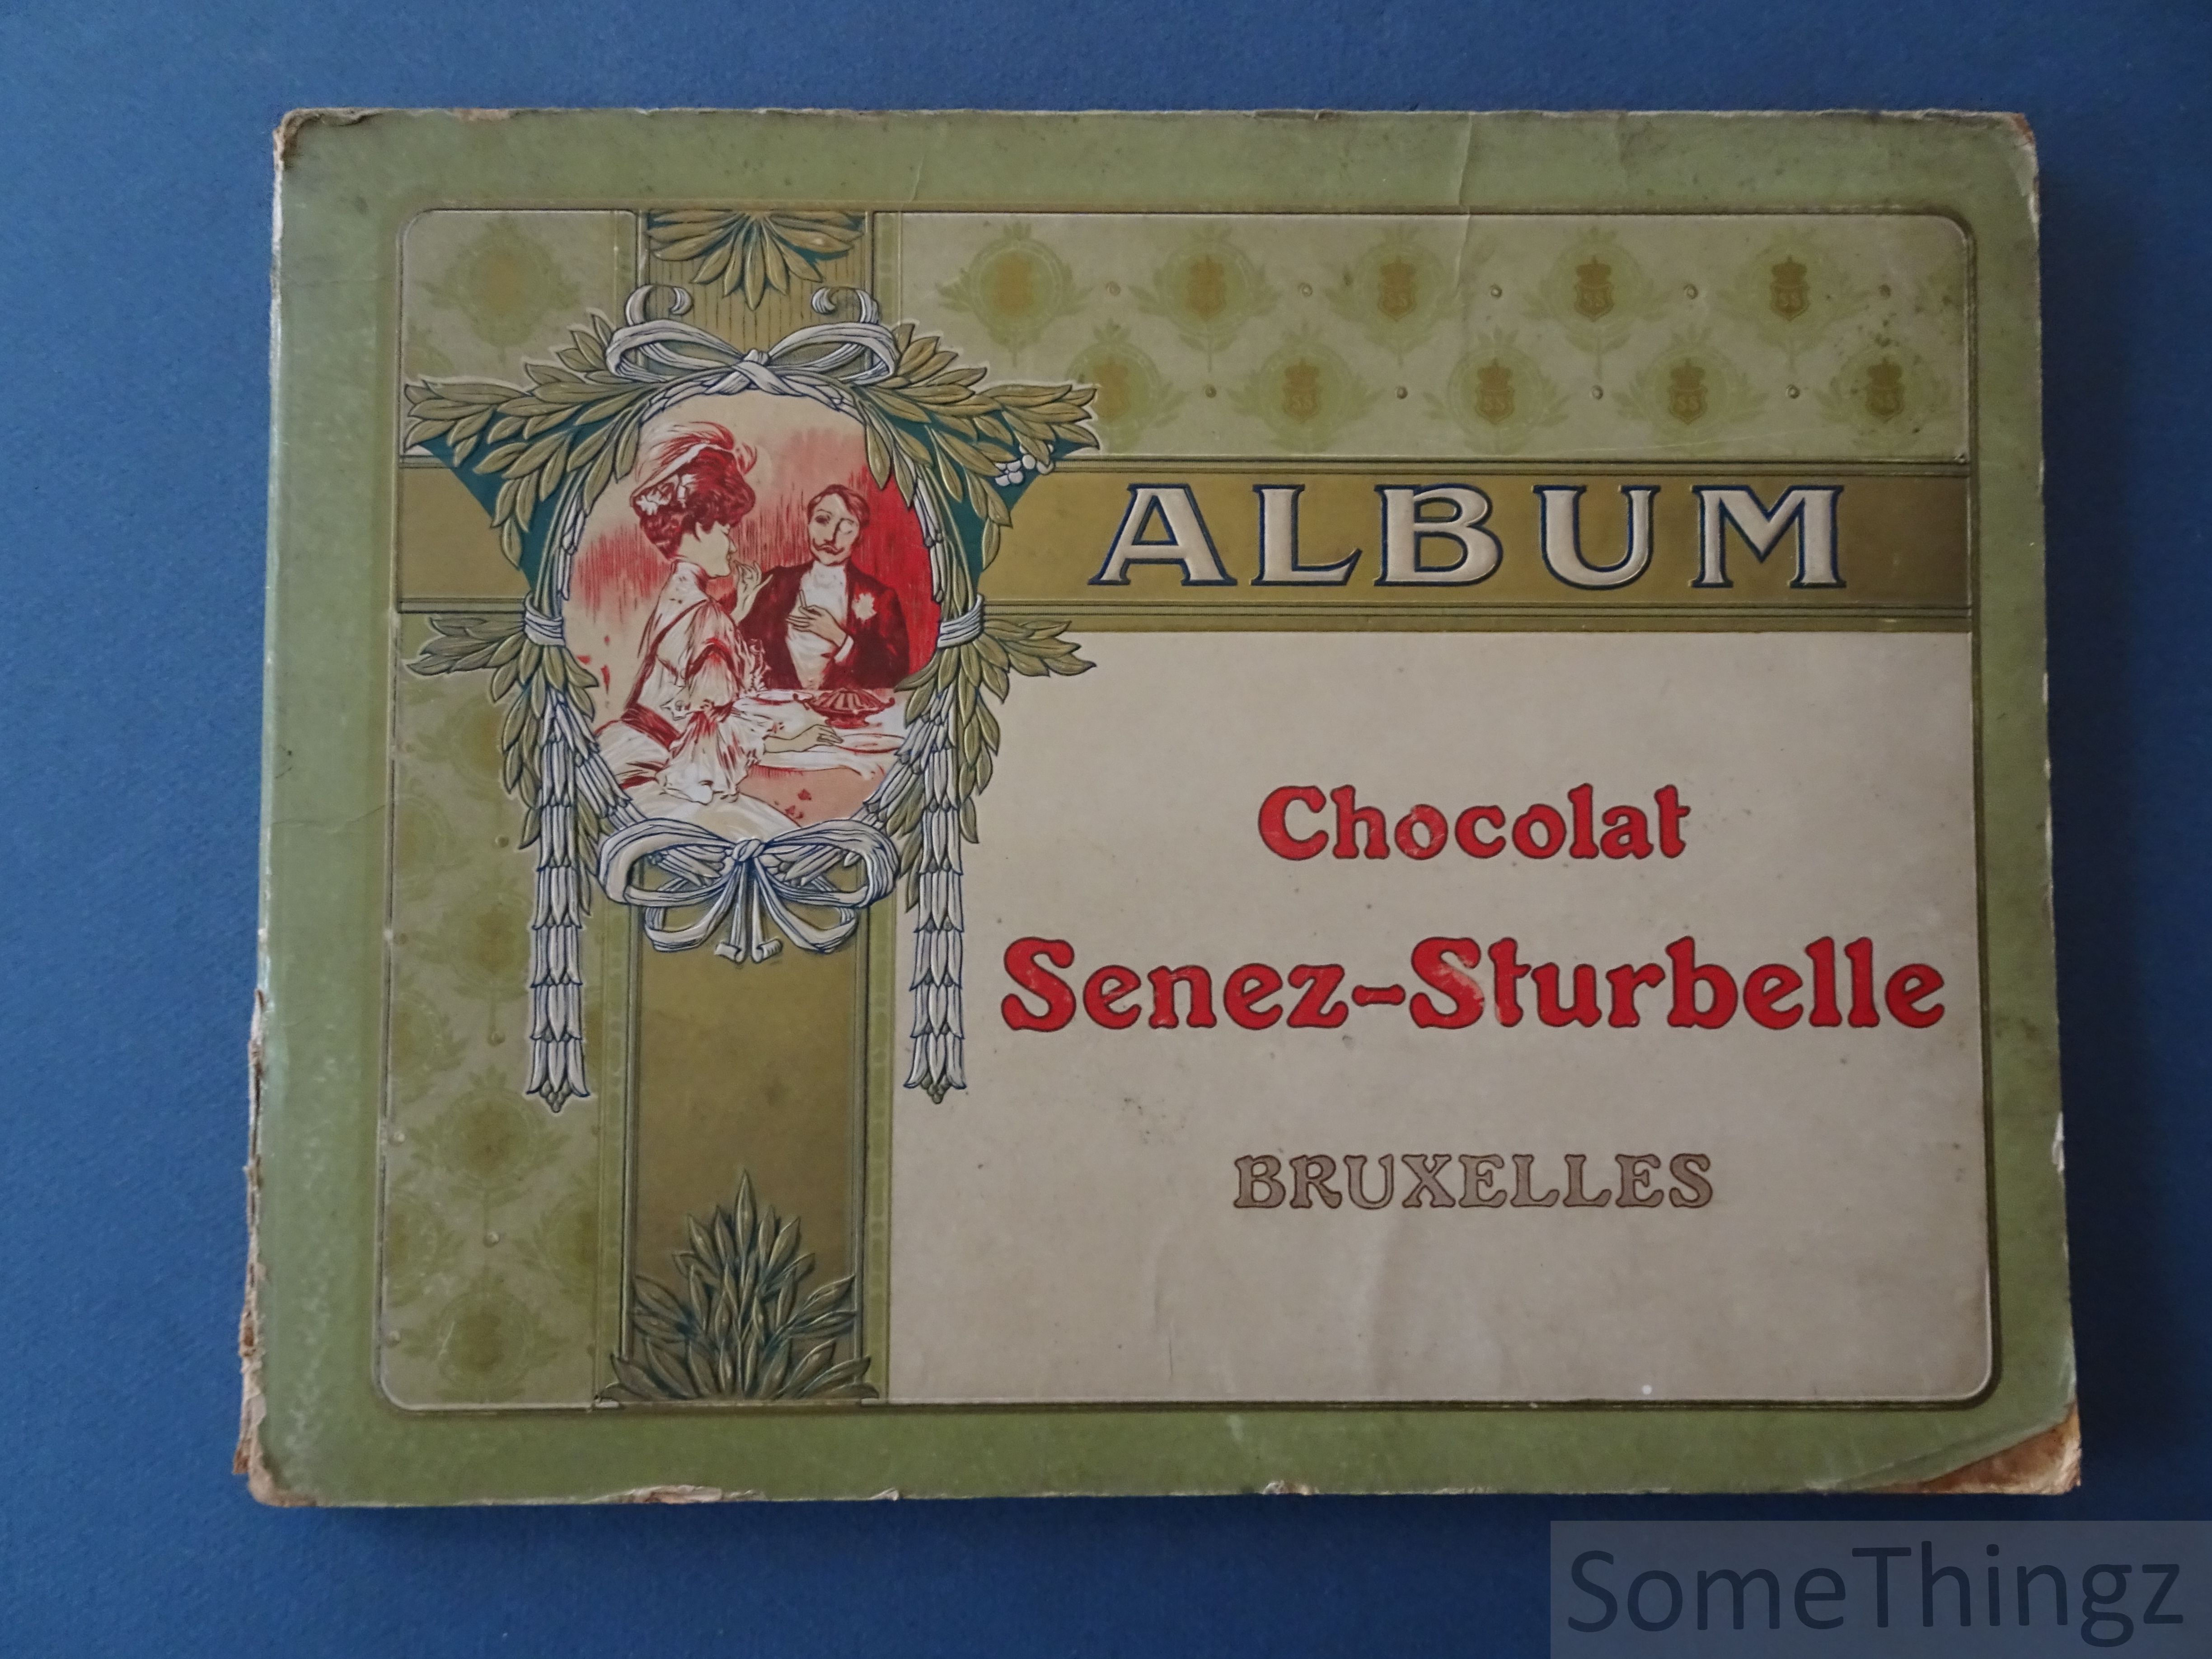 ALBUM
Chocolat
Senez-Sturbelle
BRUXELLES
SomeThingz